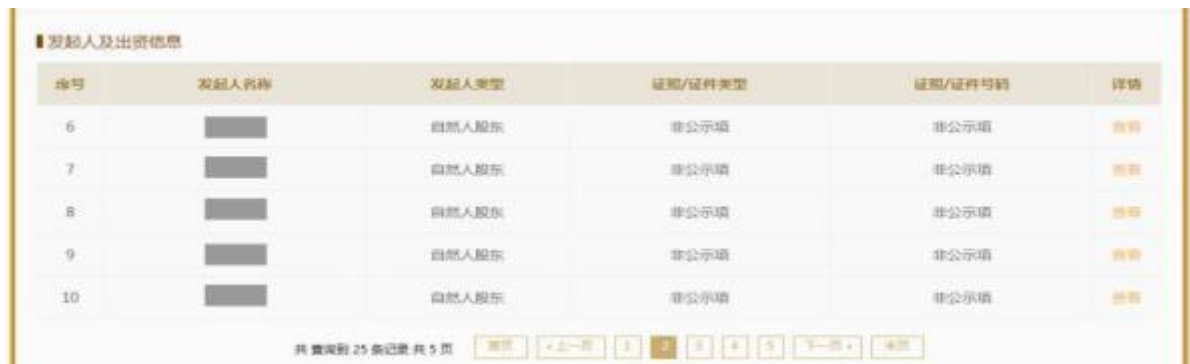 发起人及出资信息
序号 发起人名称 发起人类型 证照/证件类型 证照/证件号码 详情
6 自然人股东 非公示项 非公示项 查看
7 自然人股东 非公示项 非公示项 查看
8 自然人股东 非公示项 非公示项 查看
9 自然人股东 非公示项 非公示项 查看
10 自然人股东 非公示项 非公示项 查看
共 查询到 25 条记录 共 5 页 首页 «上一页 1 2 3 4 5 下一页» 末页